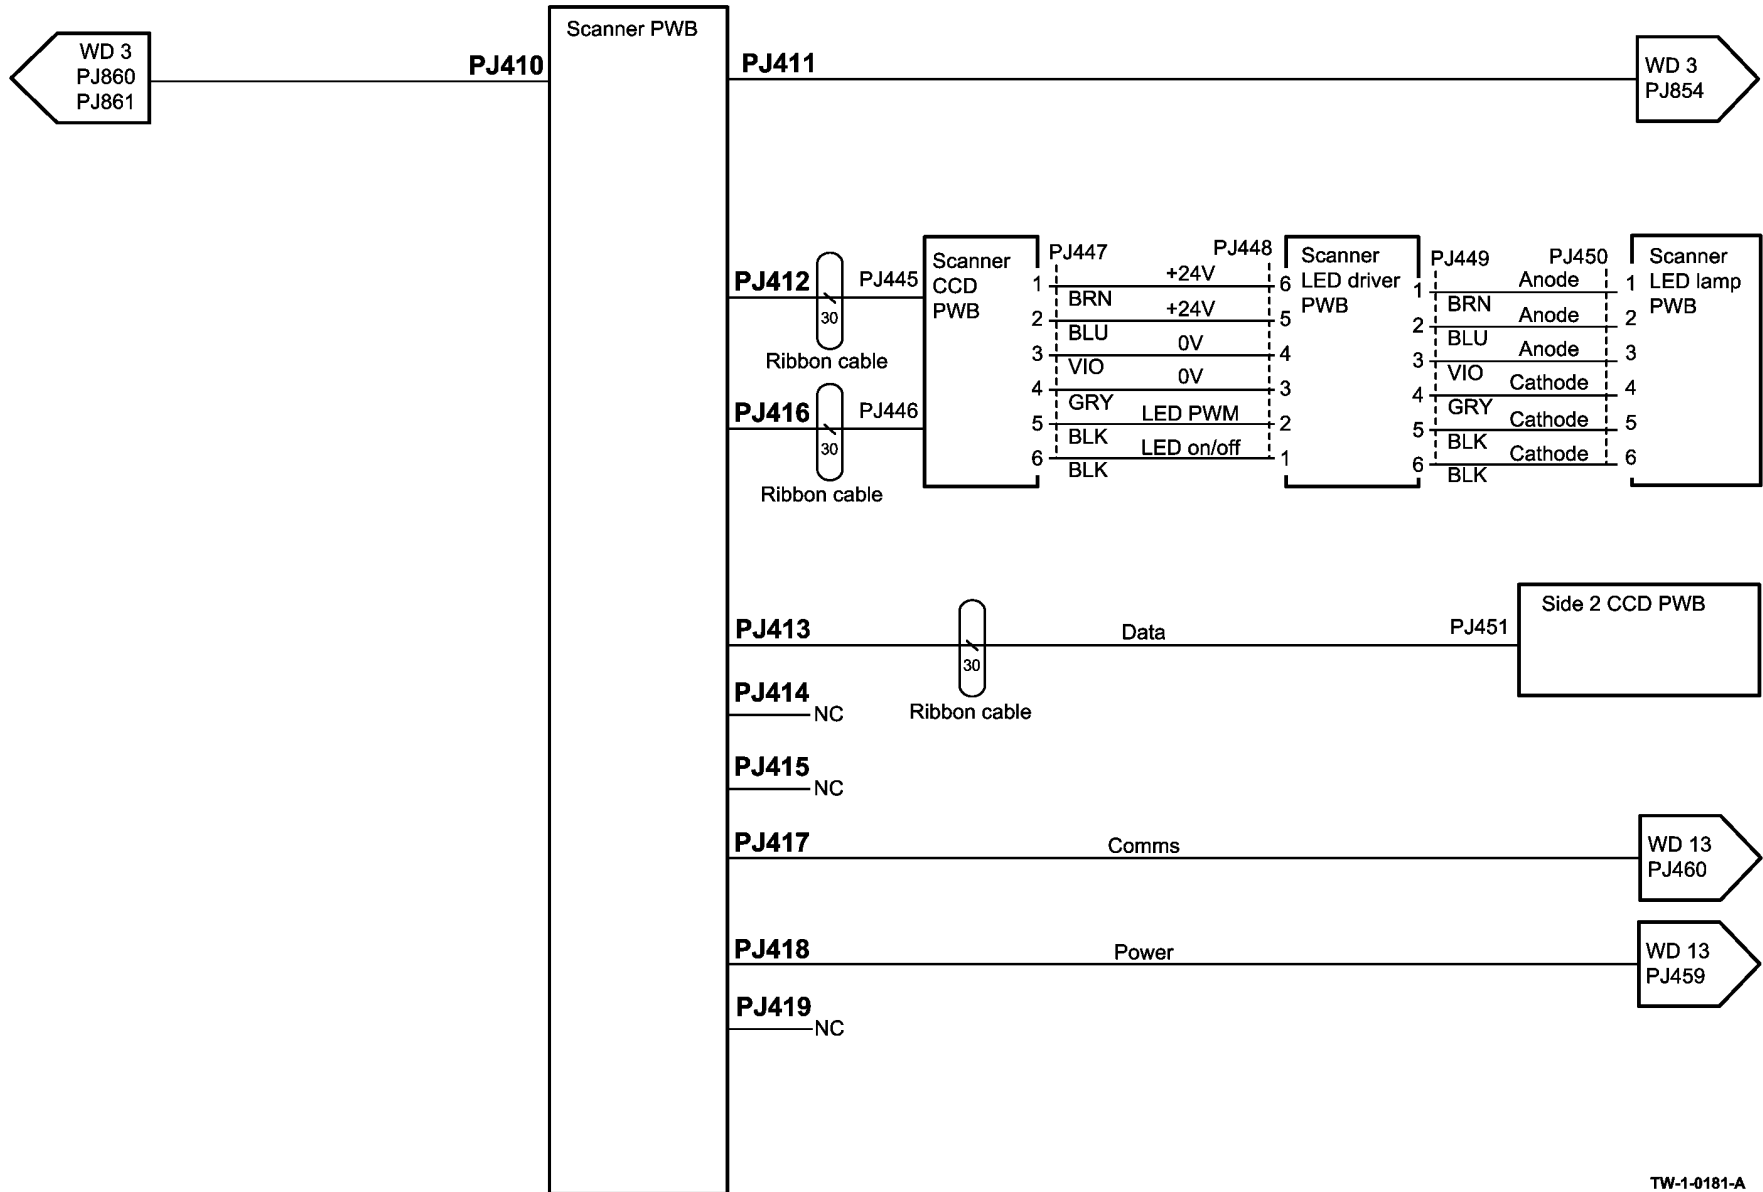 Scanner PWB
WD 3
PJ860
PJ861
PJ410
PJ411
WD 3
PJ854
PJ412
30
Ribbon cable
PJ445
PJ416
30
Ribbon cable
PJ446
Scanner
CCD
PWB
PJ447
PJ448
1 BRN +24V 6
2 BLU +24V 5
3 VIO 0V 4
4 GRY 0V 3
5 BLK LED PWM 2
6 BLK LED on/off 1
Scanner
LED driver
PWB
PJ449
PJ450
1 BRN Anode 1
2 BLU Anode 2
3 VIO Anode 3
4 GRY Cathode 4
5 BLK Cathode 5
6 BLK Cathode 6
Scanner
LED lamp
PWB
PJ413
30
Ribbon cable
Data
PJ451
Side 2 CCD PWB
PJ414
NC
PJ415
NC
PJ417
Comms
WD 13
PJ460
PJ418
Power
WD 13
PJ459
PJ419
NC
TW-1-0181-A